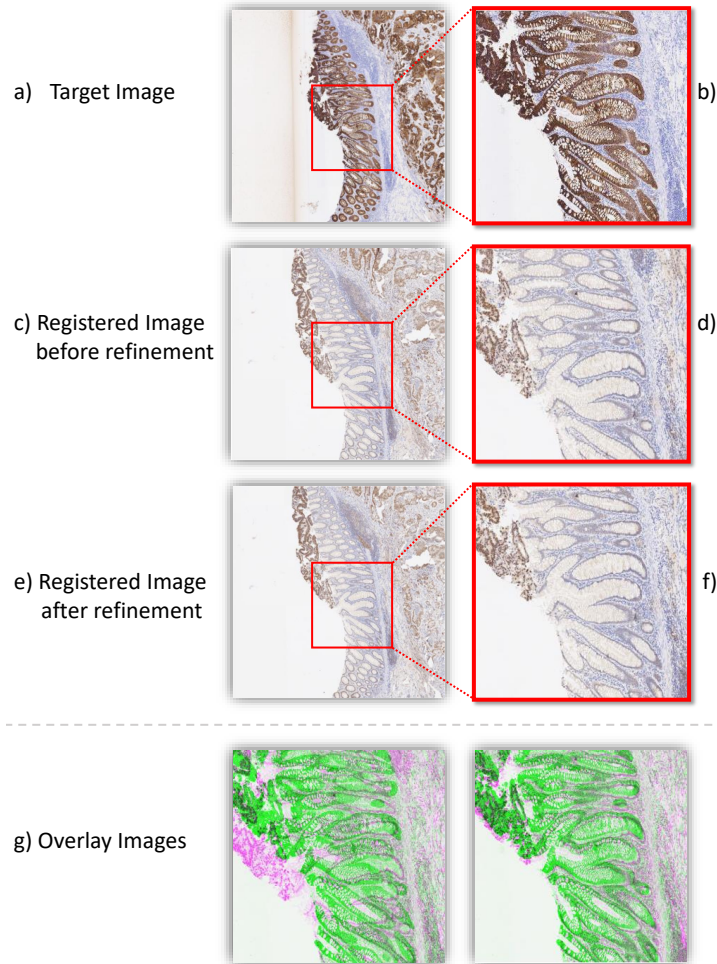 a) Target Image
b)
c) Registered Image
before refinement
d)
e) Registered Image
after refinement
f)
g) Overlay Images